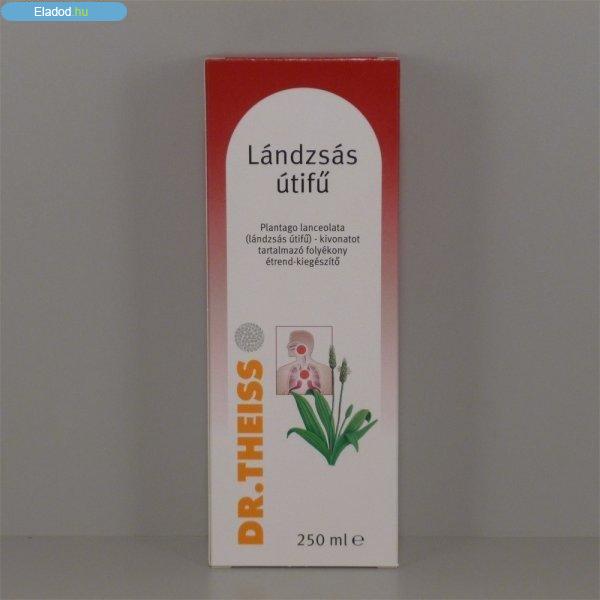 Eladod.hu
Lándzsás
útifű
Plantago lanceolata
(lándzsás útifű) - kivonatot
tartalmazó folyékony
étrend-kiegészítő
DR.THEISS
250 ml ℮